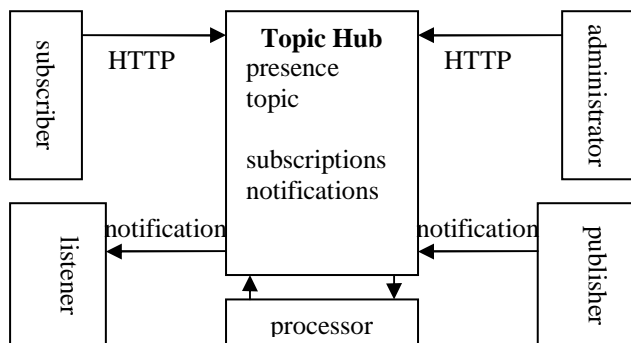 subscriber
HTTP
Topic Hub
presence
topic
subscriptions
notifications
HTTP
administrator
listener
notification
notification
publisher
processor